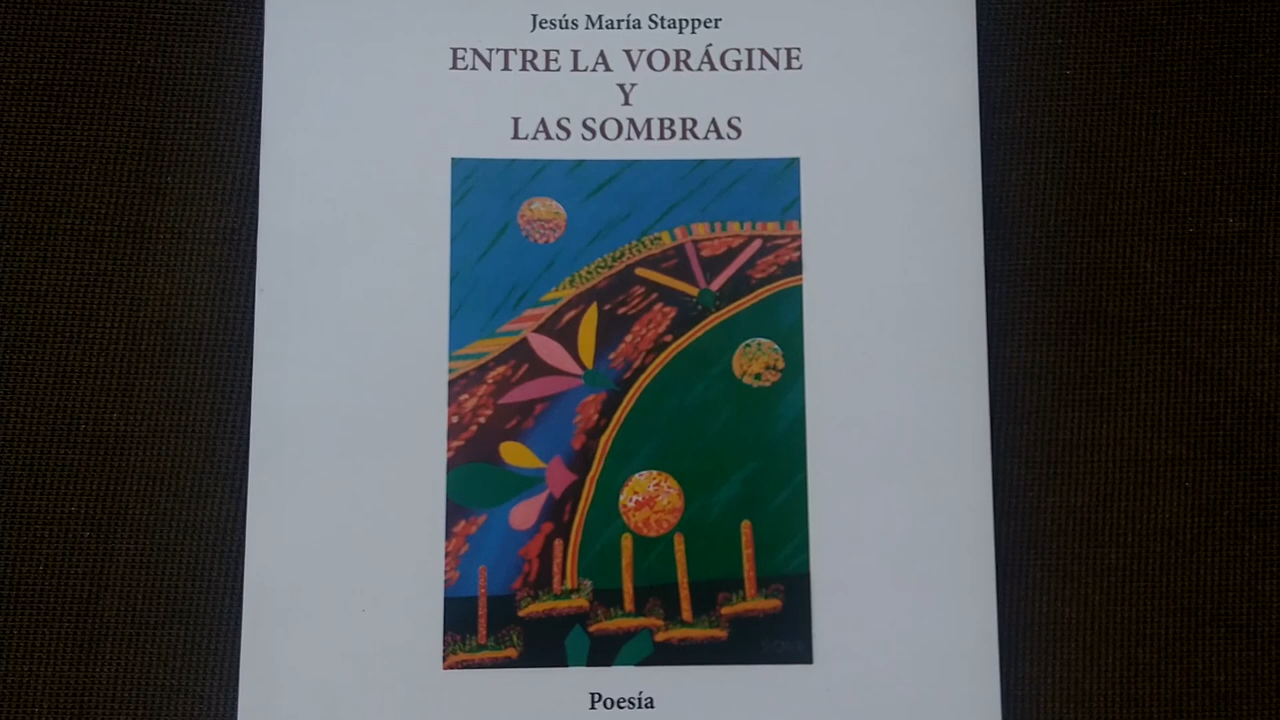 Jesús María Stapper
ENTRE LA VORÁGINE
Y
LAS SOMBRAS
Poesía